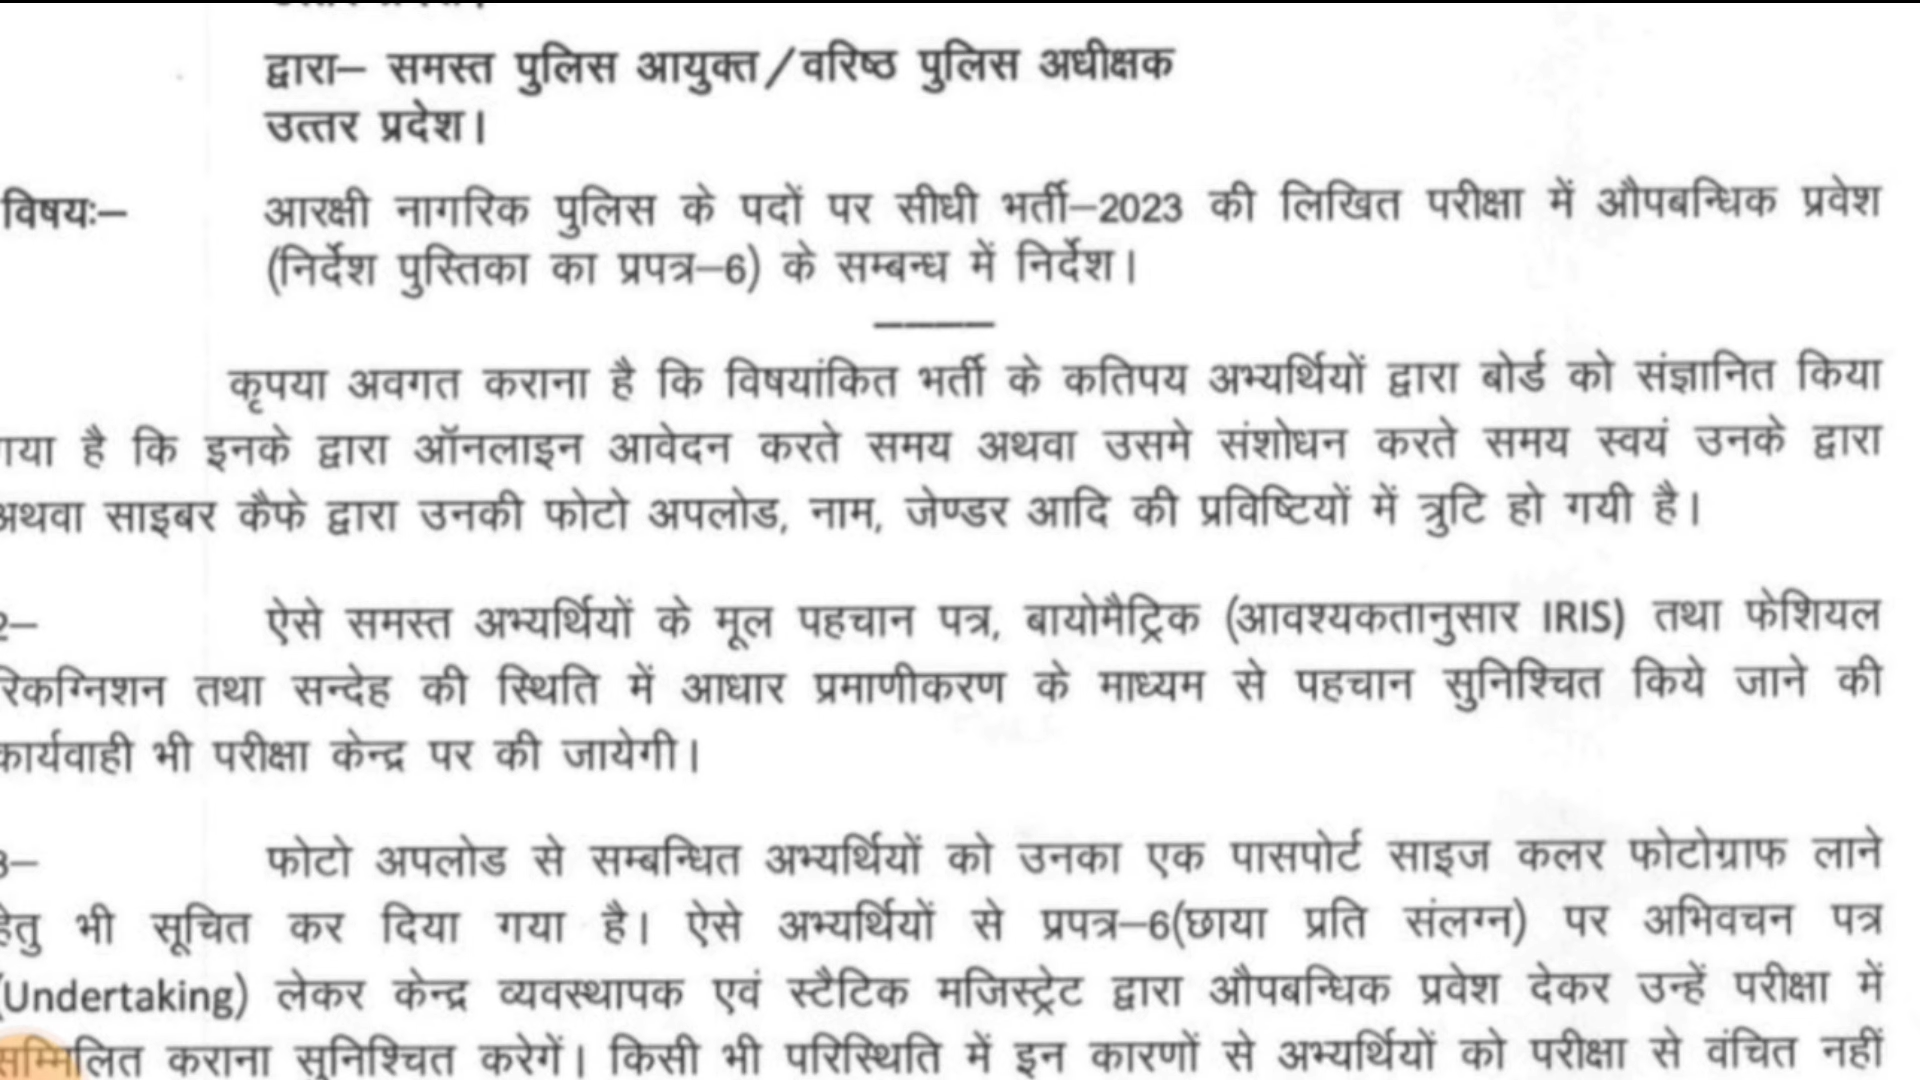 द्वारा– समस्त पुलिस आयुक्त/वरिष्ठ पुलिस अधीक्षक
उत्तर प्रदेश।
विषयः– आरक्षी नागरिक पुलिस के पदों पर सीधी भर्ती–2023 की लिखित परीक्षा में औपबन्धिक प्रवेश
(निर्देश पुस्तिका का प्रपत्र–6) के सम्बन्ध में निर्देश।
कृपया अवगत कराना है कि विषयांकित भर्ती के कतिपय अभ्यर्थियों द्वारा बोर्ड को संज्ञानित किया
गया है कि इनके द्वारा ऑनलाइन आवेदन करते समय अथवा उसमे संशोधन करते समय स्वयं उनके द्वारा
अथवा साइबर कैफे द्वारा उनकी फोटो अपलोड, नाम, जेण्डर आदि की प्रविष्टियों में त्रुटि हो गयी है।
2– ऐसे समस्त अभ्यर्थियों के मूल पहचान पत्र, बायोमैट्रिक (आवश्यकतानुसार IRIS) तथा फेशियल
रिकग्निशन तथा सन्देह की स्थिति में आधार प्रमाणीकरण के माध्यम से पहचान सुनिश्चित किये जाने की
कार्यवाही भी परीक्षा केन्द्र पर की जायेगी।
3– फोटो अपलोड से सम्बन्धित अभ्यर्थियों को उनका एक पासपोर्ट साइज कलर फोटोग्राफ लाने
हेतु भी सूचित कर दिया गया है। ऐसे अभ्यर्थियों से प्रपत्र–6(छाया प्रति संलग्न) पर अभिवचन पत्र
(Undertaking) लेकर केन्द्र व्यवस्थापक एवं स्टैटिक मजिस्ट्रेट द्वारा औपबन्धिक प्रवेश देकर उन्हें परीक्षा में
सम्मिलित कराना सुनिश्चित करेगें। किसी भी परिस्थिति में इन कारणों से अभ्यर्थियों को परीक्षा से वंचित नहीं